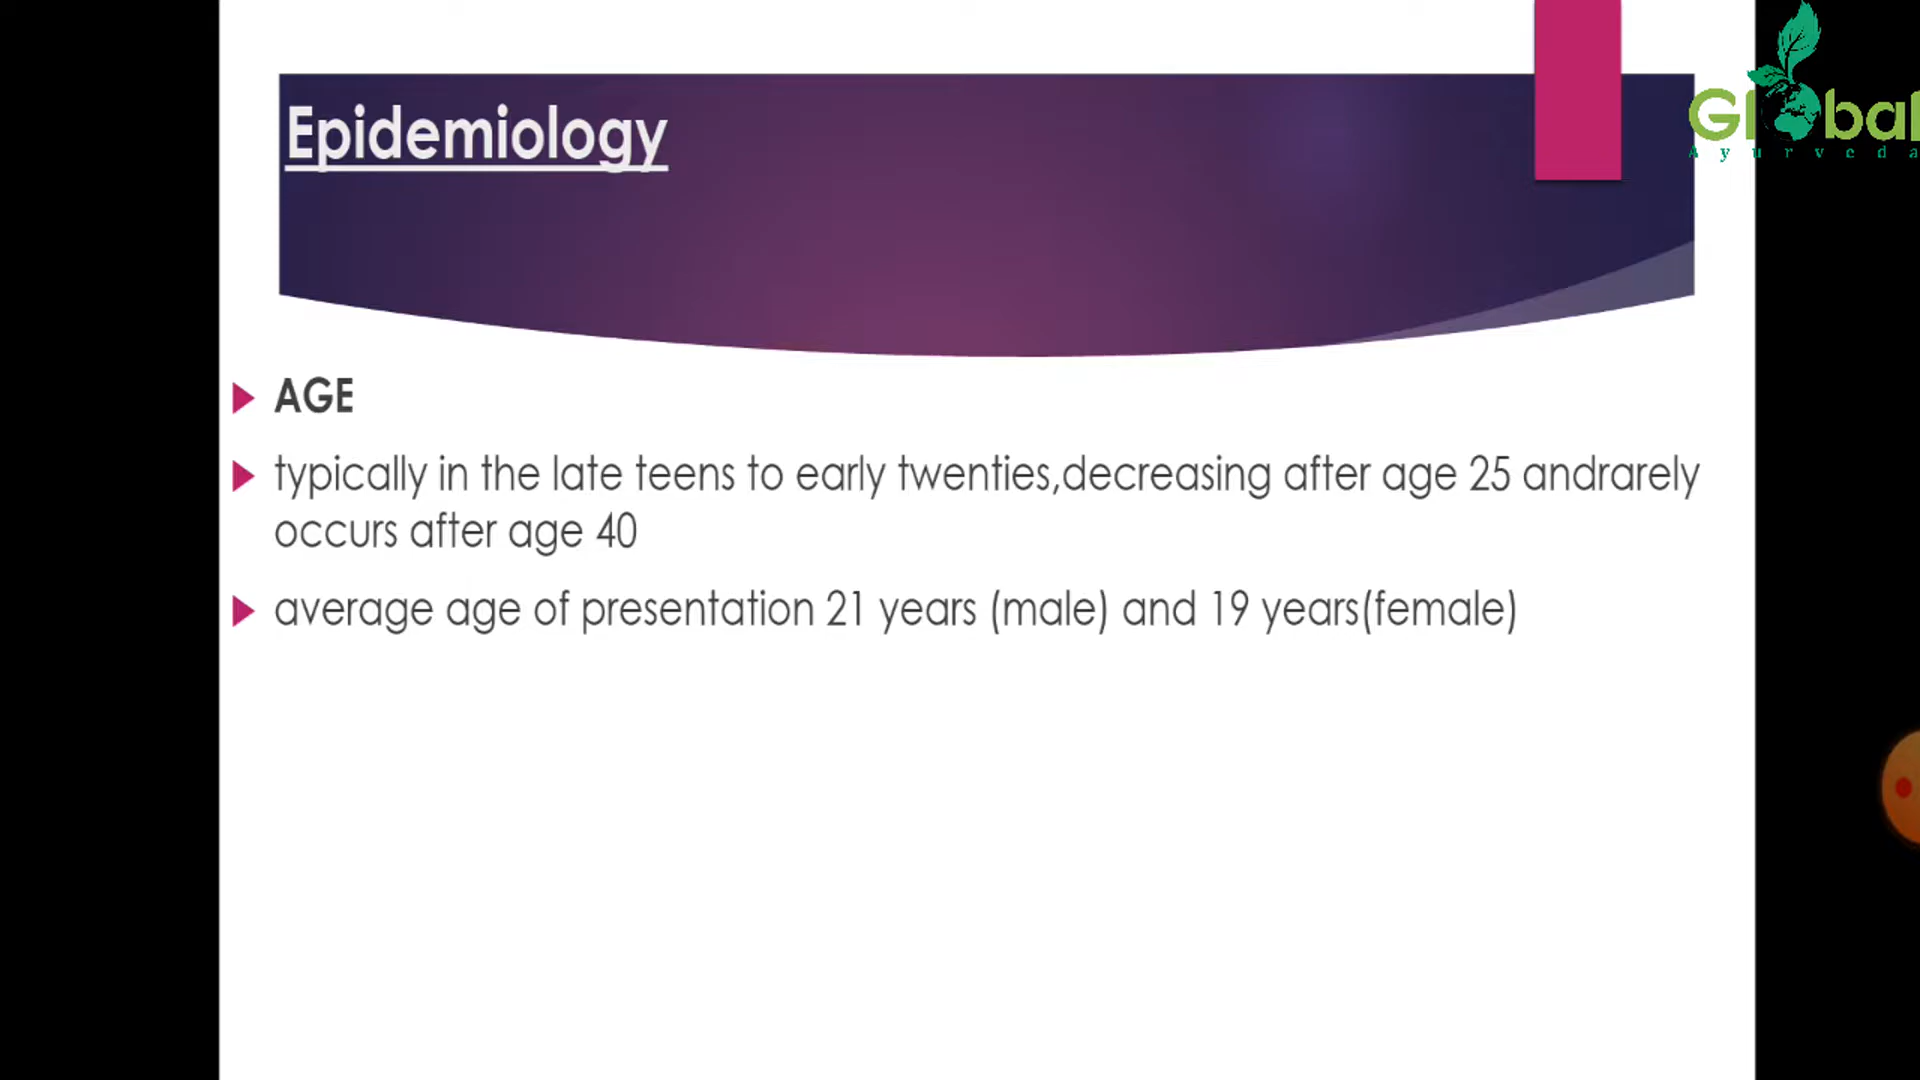 Global
Ayurveda
Epidemiology
AGE
typically in the late teens to early twenties,decreasing after age 25 andrarely
occurs after age 40
average age of presentation 21 years (male) and 19 years(female)